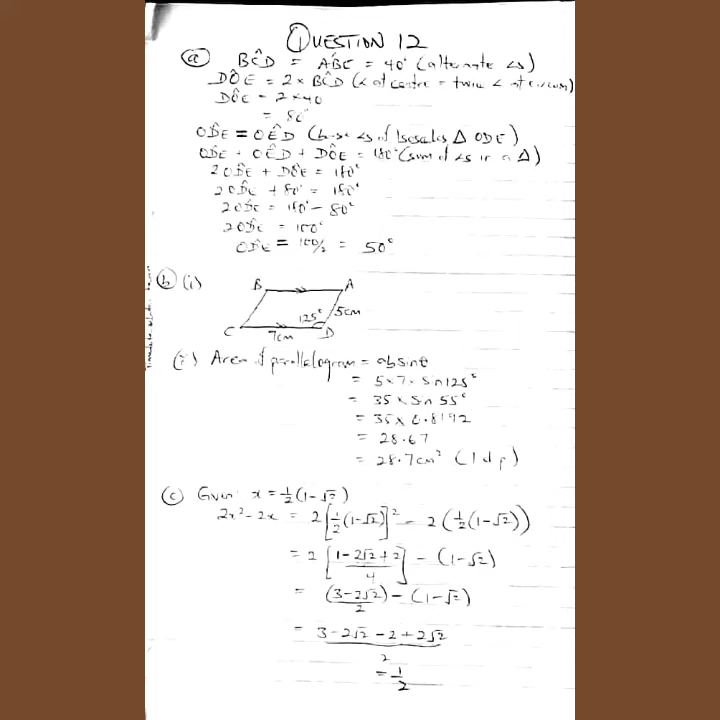 QUESTION 12
(a) BĈD = AB̂C = 40° (alternate ∠s)
DÔE = 2 × BĈD (∠ at centre = twice ∠ at circum)
DÔE = 2 × 40
= 80°
OD̂E = OÊD (base ∠s of Isosceles Δ ODE)
OD̂E + OÊD + DÔE = 180° (sum of ∠s in a Δ)
2OD̂E + DÔE = 180°
2OD̂E + 80° = 180°
2OD̂E = 180° - 80°
2OD̂E = 100°
OD̂E = 100/2 = 50°
(b) (i)
B A
125° 5cm
C D
7cm
(ii) Area of parallelogram = absinθ
= 5×7× sin125°
= 35 × sin 55°
= 35 × 0.8192
= 28.67
= 28.7cm² (1 d p)
(c) Given x = ½(1-√2)
2x² - 2x = 2[½(1-√2)]² - 2(½(1-√2))
= 2[(1-2√2+2)/4] - (1-√2)
= (3-2√2)/2 - (1-√2)
= (3-2√2-2+2√2)/2
= 1/2